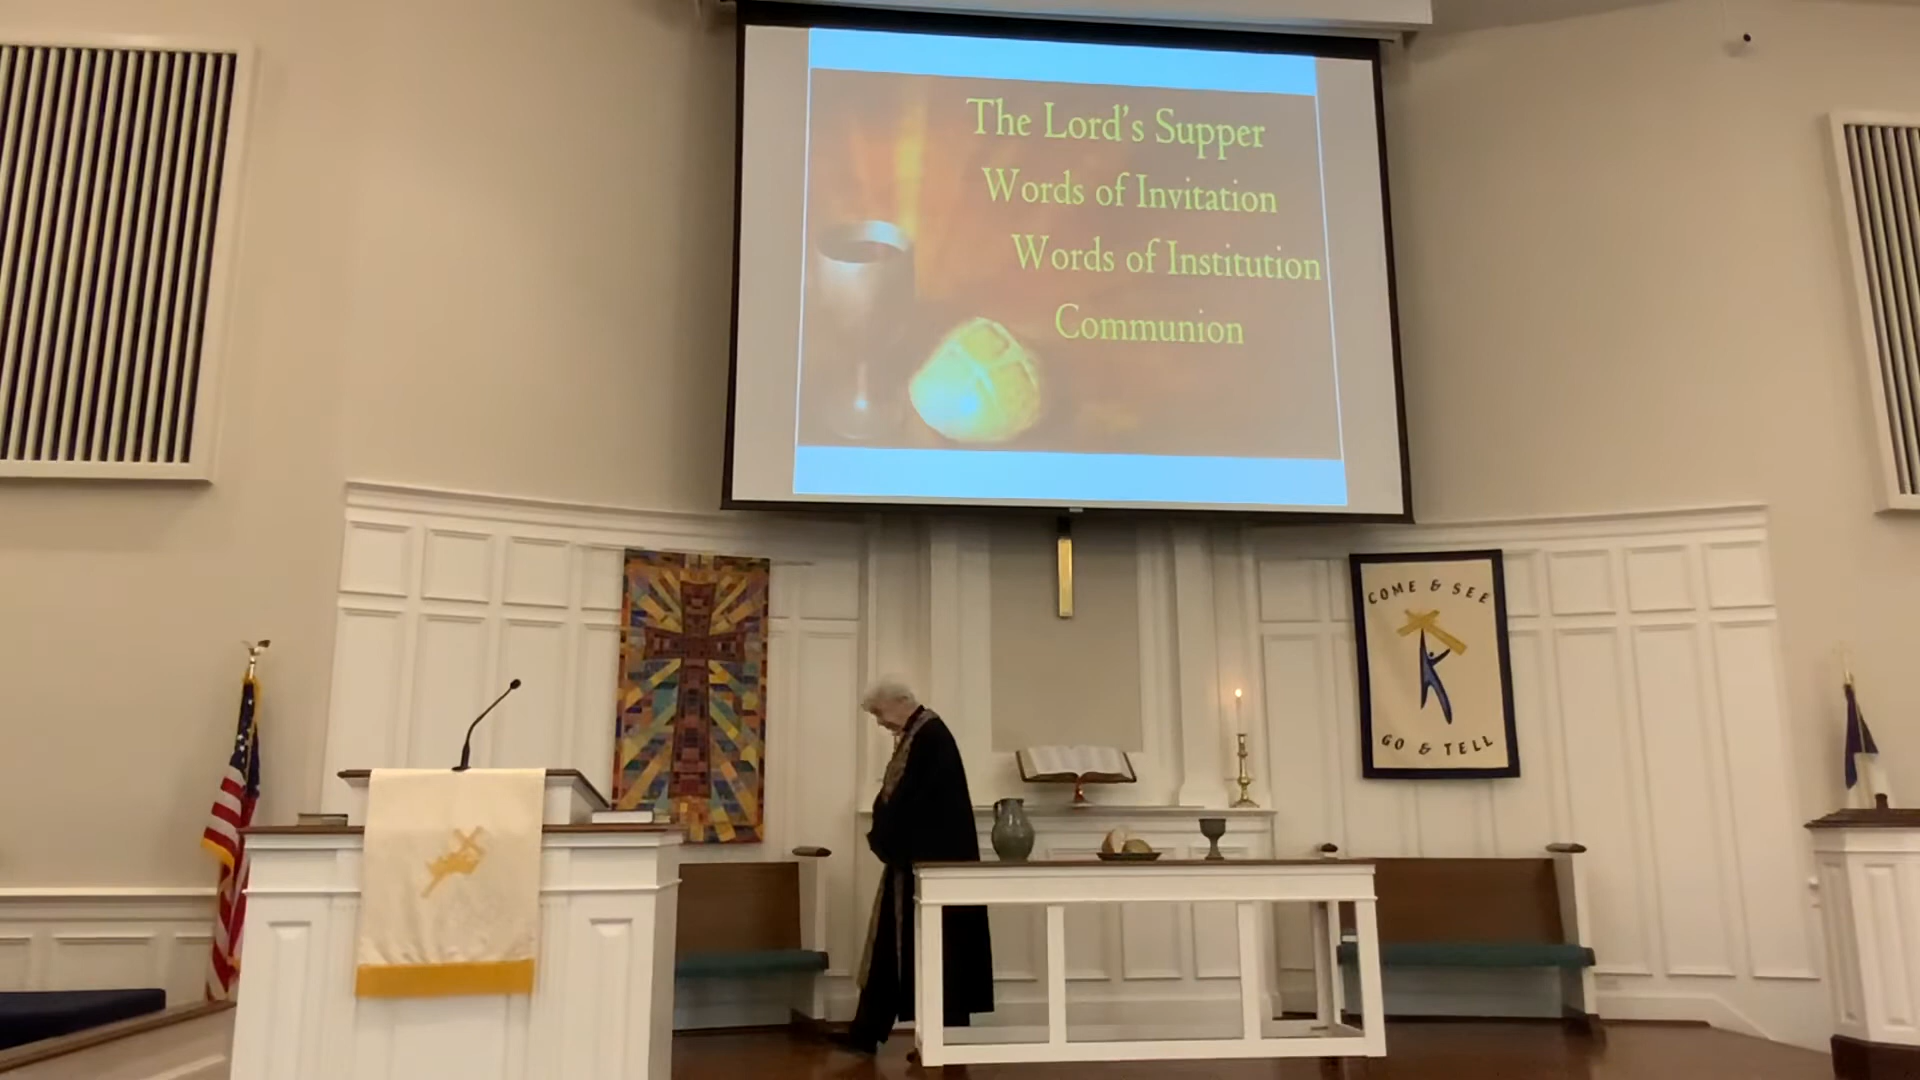 The Lord's Supper
Words of Invitation
Words of Institution
Communion
COME & SEE
GO & TELL